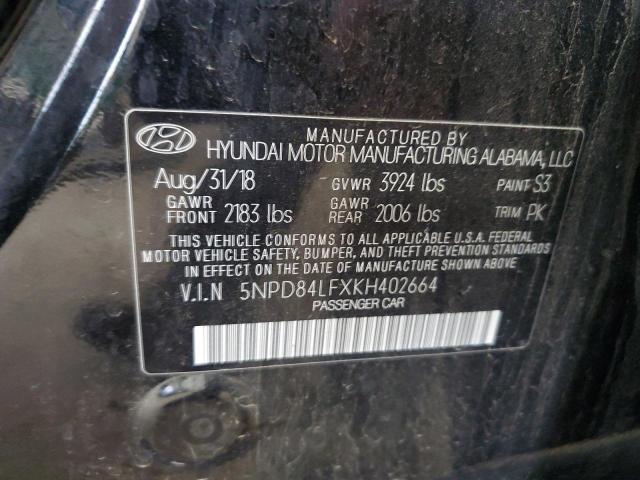 MANUFACTURED BY
HYUNDAI MOTOR MANUFACTURING ALABAMA, LLC
Aug/31/18 GVWR 3924 lbs PAINT S3
GAWR FRONT 2183 lbs GAWR REAR 2006 lbs TRIM PK
THIS VEHICLE CONFORMS TO ALL APPLICABLE U.S.A. FEDERAL
MOTOR VEHICLE SAFETY, BUMPER, AND THEFT PREVENTION STANDARDS
IN EFFECT ON THE DATE OF MANUFACTURE SHOWN ABOVE.
V.I.N 5NPD84LFXKH402664
PASSENGER CAR